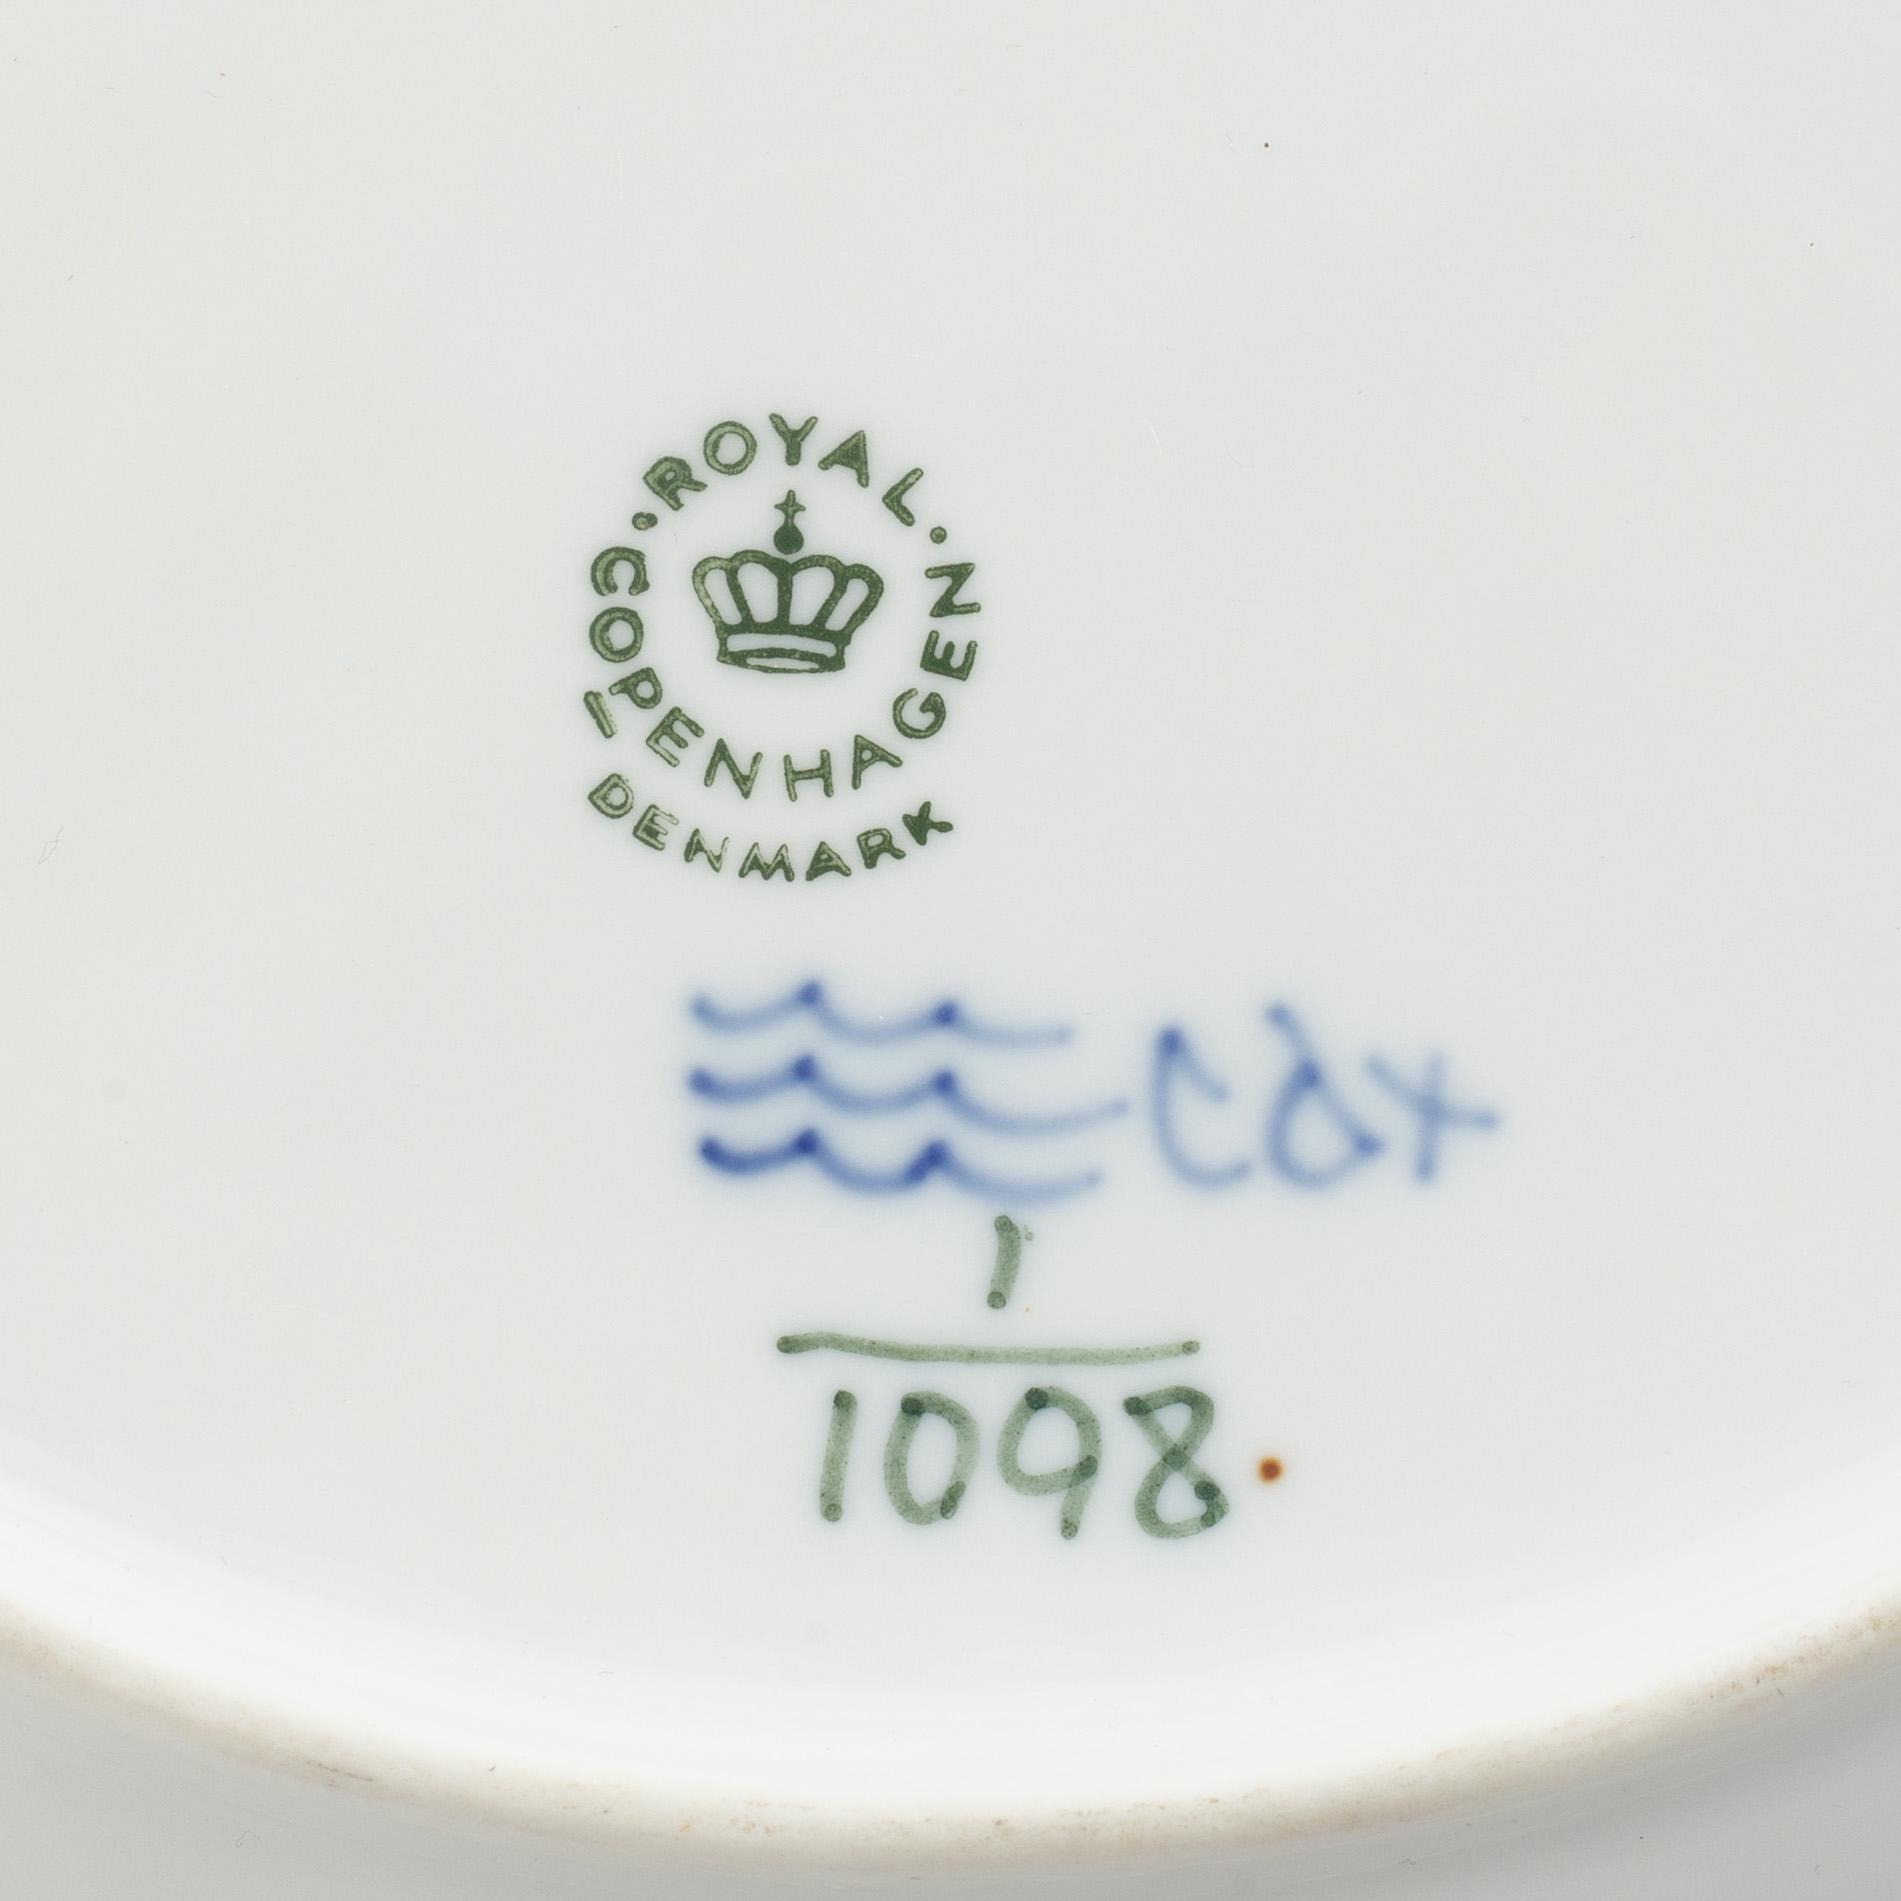 ROYAL
COPENHAGEN
DENMARK
1
1098.